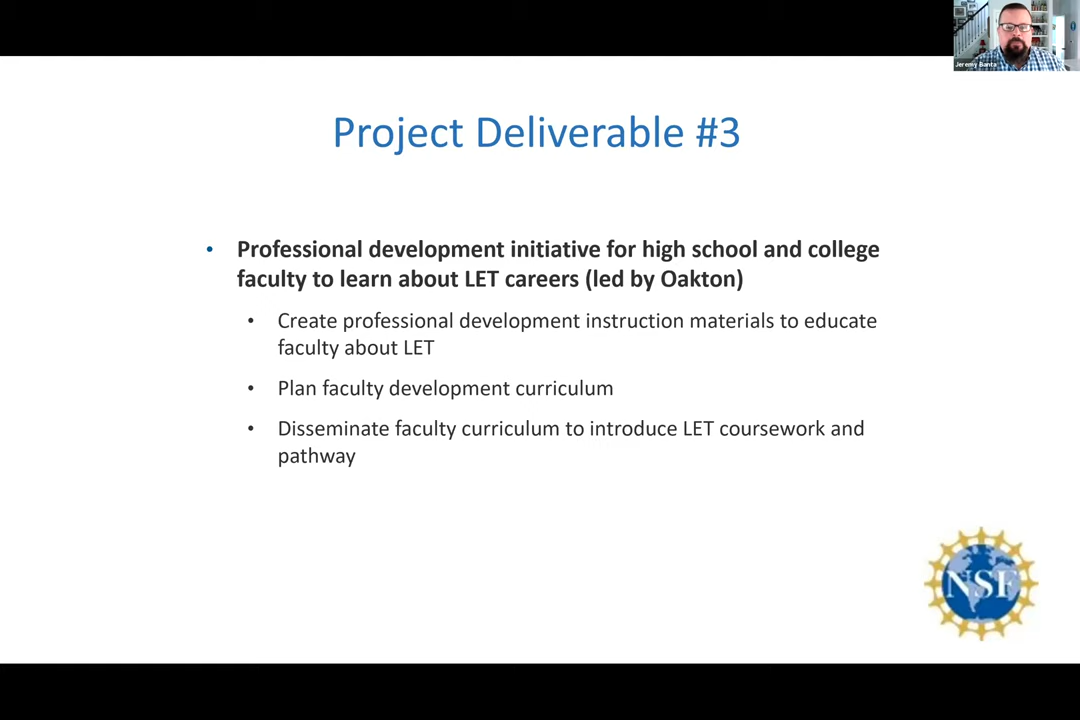 Jeremy Banta
Project Deliverable #3
• Professional development initiative for high school and college
faculty to learn about LET careers (led by Oakton)
• Create professional development instruction materials to educate
faculty about LET
• Plan faculty development curriculum
• Disseminate faculty curriculum to introduce LET coursework and
pathway
NSF